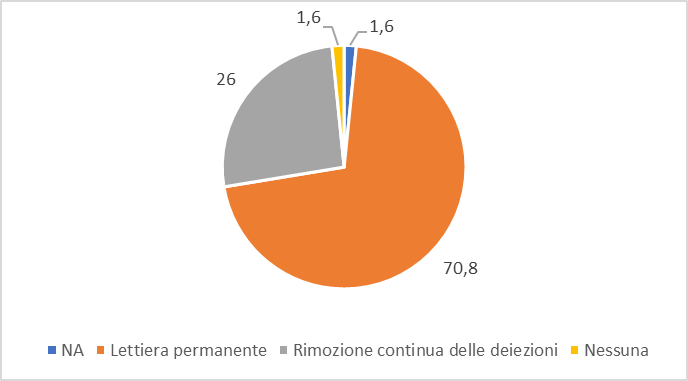 1,6
1,6
26
70,8
NA Lettiera permanente Rimozione continua delle deiezioni Nessuna